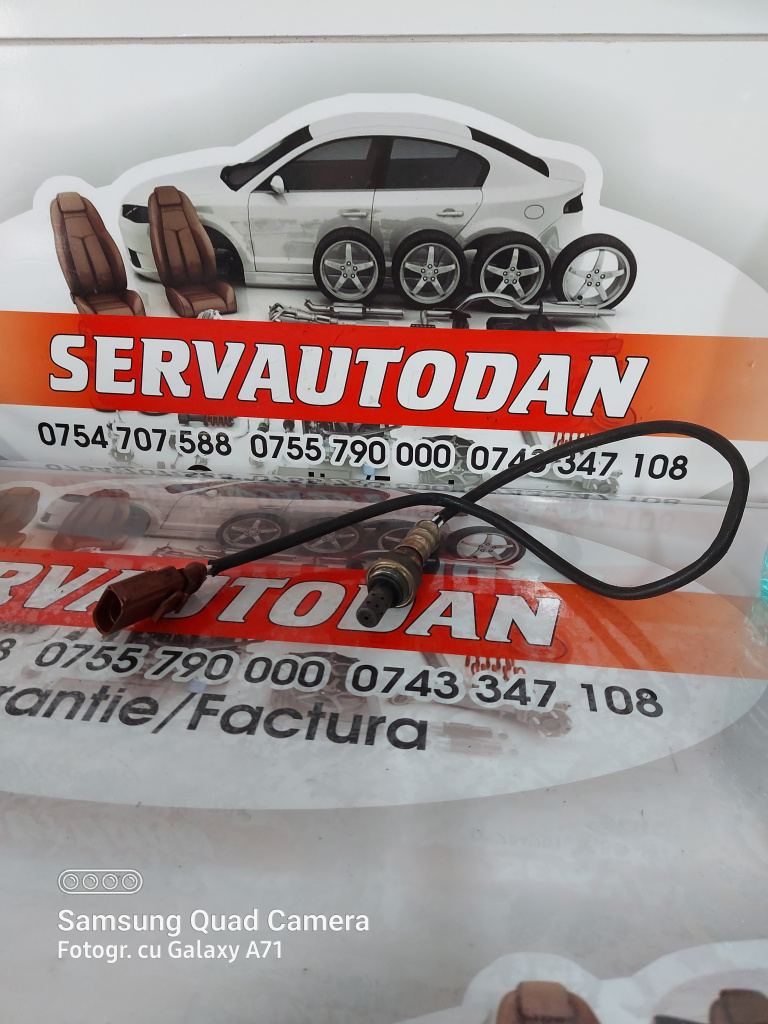 SERVAUTODAN
0754 707 588 0755 790 000 0743 347 108
AUTODAN
0755 790 000 0743 347 108
rantie/Factura
Samsung Quad Camera
Fotogr. cu Galaxy A71